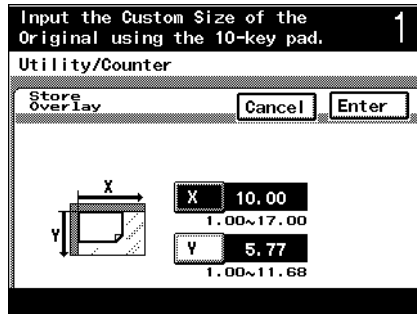 Input the Custom Size of the
Original using the 10-key pad.
1
Utility/Counter
Store
Overlay
Cancel
Enter
X
X
10.00
1.00~17.00
Y
Y
5.77
1.00~11.68